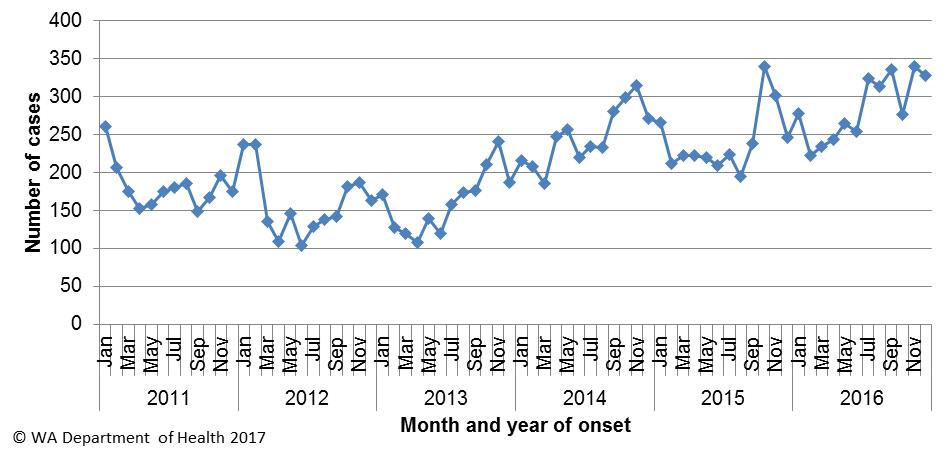 400
350
300
250
200
150
100
50
0
Number of cases
Jan Mar May Jul Sep Nov Jan Mar May Jul Sep Nov Jan Mar May Jul Sep Nov Jan Mar May Jul Sep Nov Jan Mar May Jul Sep Nov Jan Mar May Jul Sep Nov
2011 2012 2013 2014 2015 2016
Month and year of onset
© WA Department of Health 2017